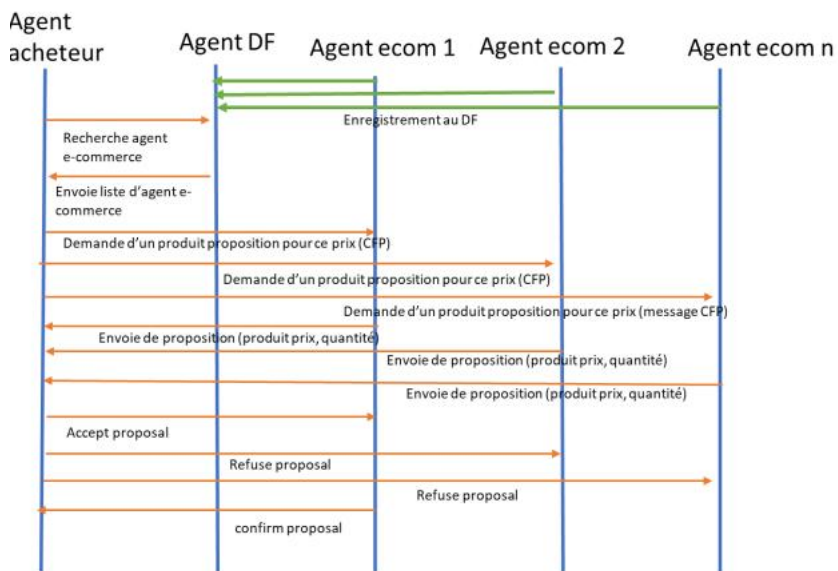 Agent
acheteur
Agent DF
Agent ecom 1
Agent ecom 2
Agent ecom n
Enregistrement au DF
Recherche agent
e-commerce
Envoie liste d'agent e-
commerce
Demande d'un produit proposition pour ce prix (CFP)
Demande d'un produit proposition pour ce prix (CFP)
Demande d'un produit proposition pour ce prix (message CFP)
Envoie de proposition (produit prix, quantité)
Envoie de proposition (produit prix, quantité)
Envoie de proposition (produit prix, quantité)
Accept proposal
Refuse proposal
Refuse proposal
confirm proposal